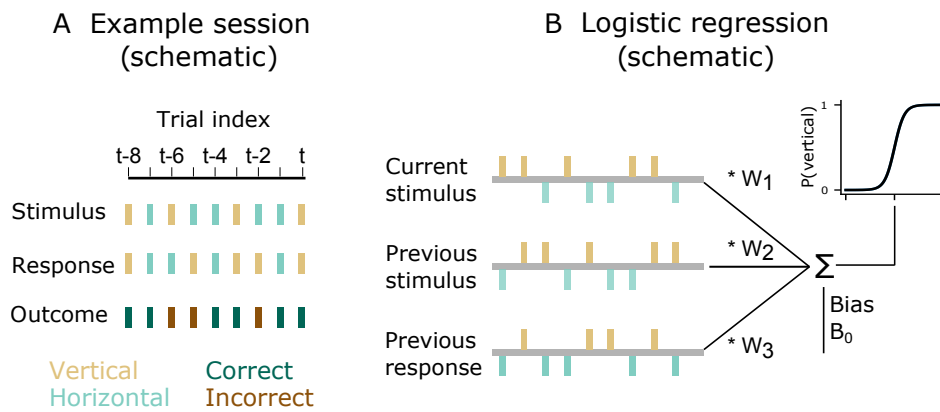 A Example session
(schematic)
Trial index
t-8 t-6 t-4 t-2 t
Stimulus
Response
Outcome
Vertical Correct
Horizontal Incorrect
B Logistic regression
(schematic)
Current
stimulus
* W1
Previous
stimulus
* W2
Previous
response
* W3
Σ
Bias
B0
P(vertical)
1
0